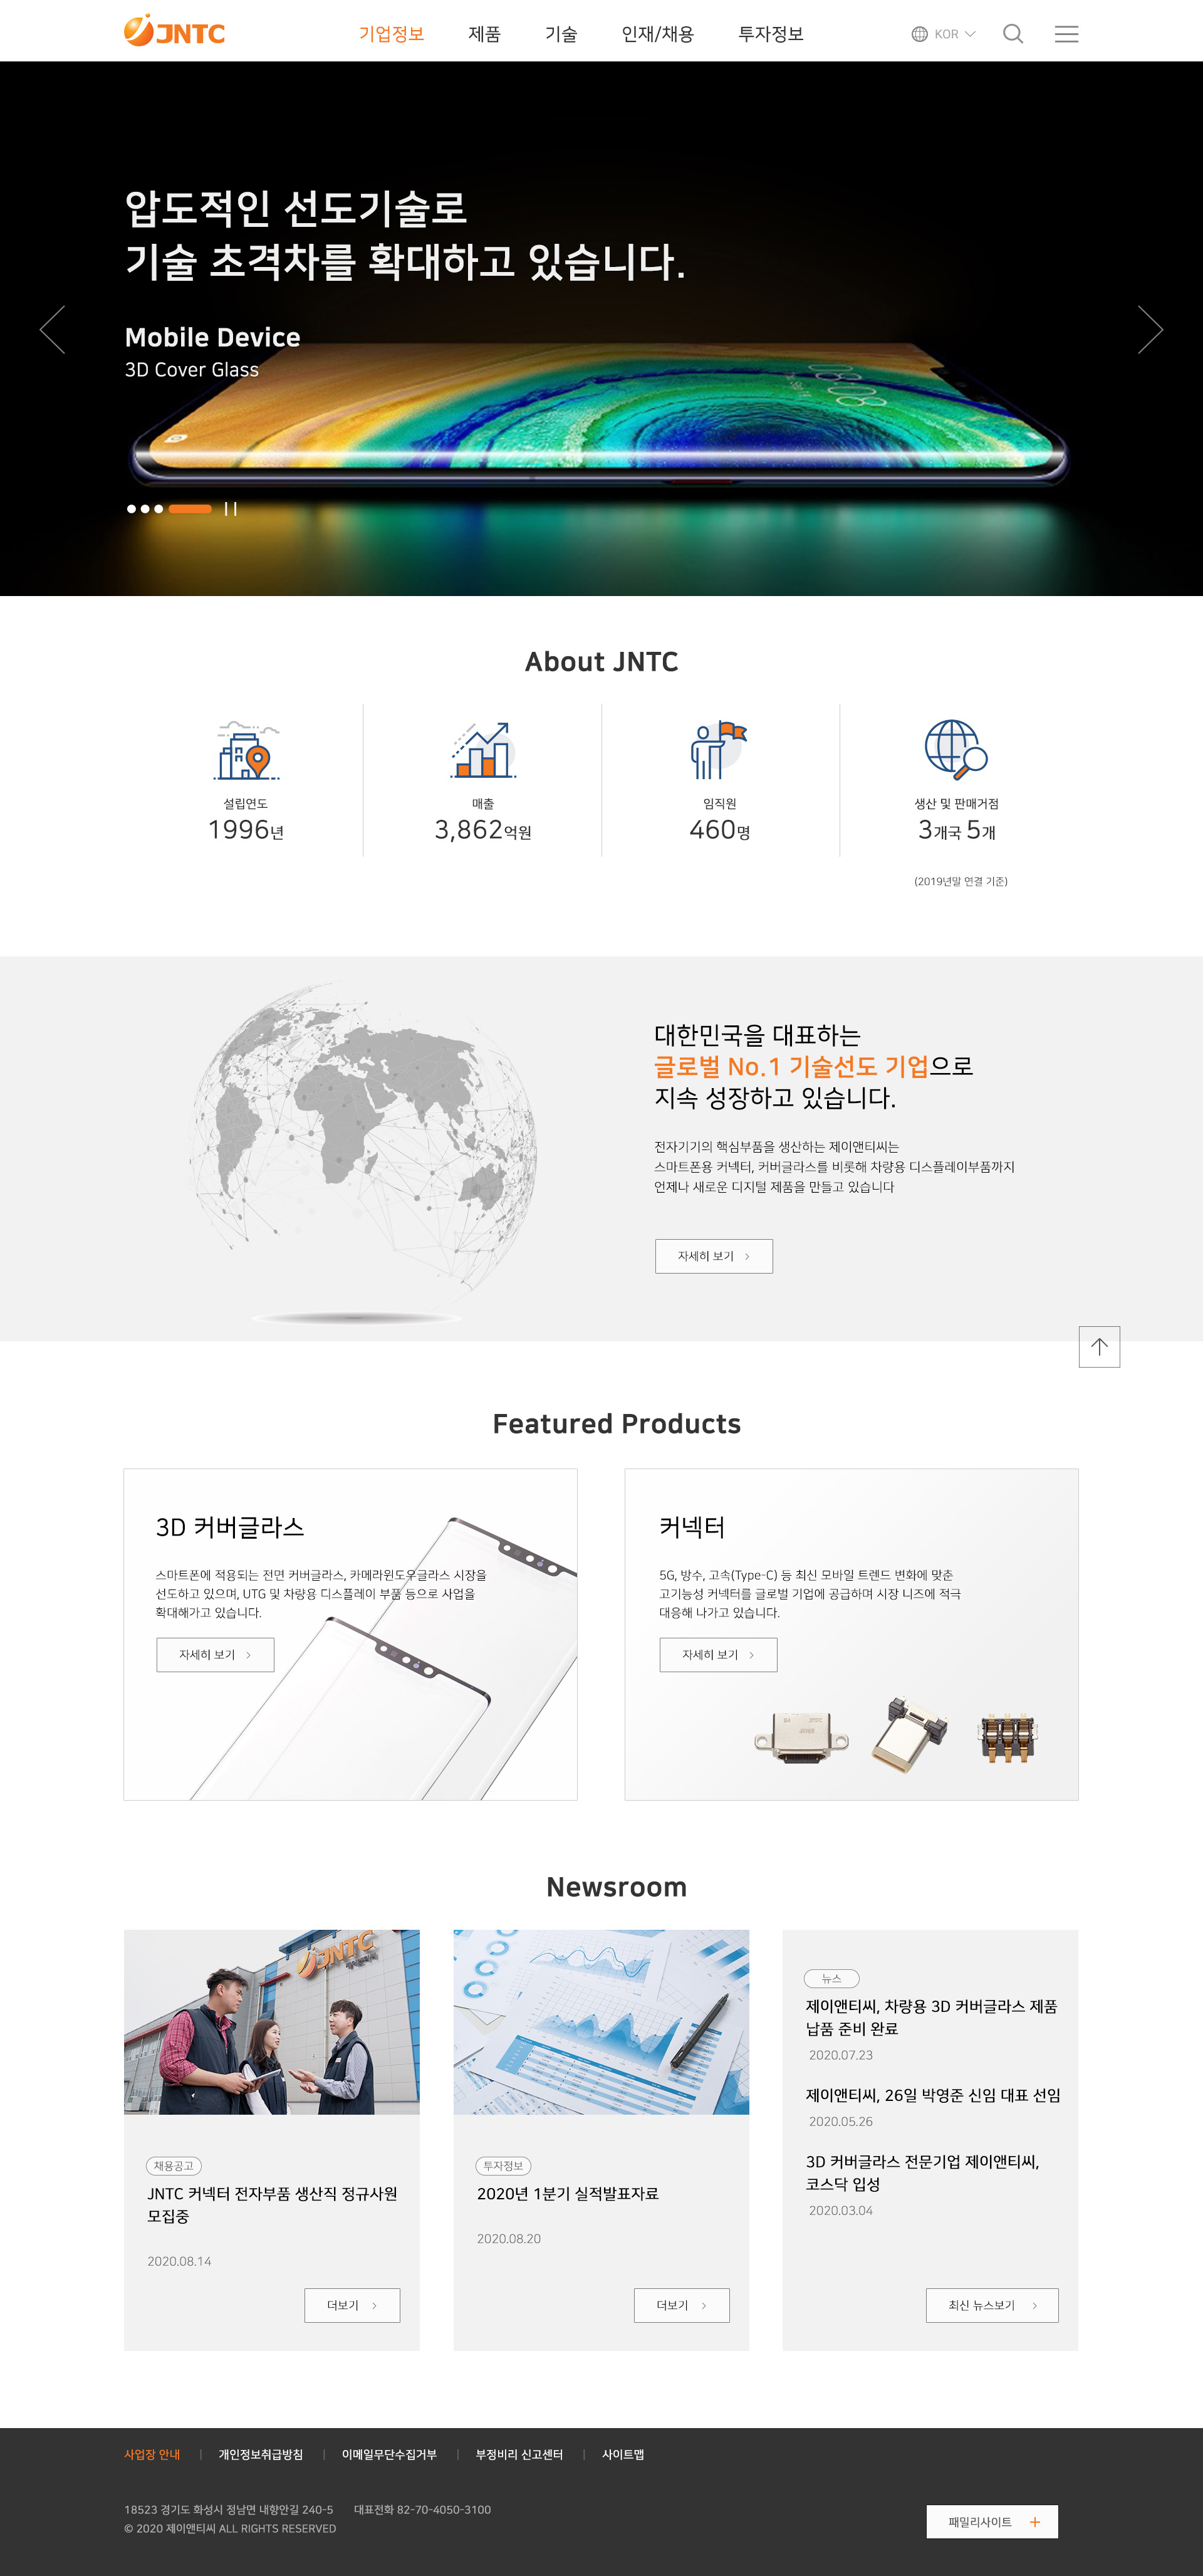 JNTC
기업정보
제품
기술
인재/채용
투자정보
KOR
압도적인 선도기술로
기술 초격차를 확대하고 있습니다.
Mobile Device
3D Cover Glass
08:08
About JNTC
설립연도
1996년
매출
3,862억원
임직원
460명
생산 및 판매거점
3개국 5개
(2019년말 연결 기준)
대한민국을 대표하는
글로벌 No.1 기술선도 기업으로
지속 성장하고 있습니다.
전자기기의 핵심부품을 생산하는 제이앤티씨는
스마트폰용 커넥터, 커버글라스를 비롯해 차량용 디스플레이부품까지
언제나 새로운 디지털 제품을 만들고 있습니다
자세히 보기
Featured Products
3D 커버글라스
스마트폰에 적용되는 전면 커버글라스, 카메라윈도우글라스 시장을
선도하고 있으며, UTG 및 차량용 디스플레이 부품 등으로 사업을
확대해가고 있습니다.
자세히 보기
커넥터
5G, 방수, 고속(Type-C) 등 최신 모바일 트렌드 변화에 맞춘
고기능성 커넥터를 글로벌 기업에 공급하며 시장 니즈에 적극
대응해 나가고 있습니다.
자세히 보기
JNTC
Newsroom
JNTC
채용공고
JNTC 커넥터 전자부품 생산직 정규사원
모집중
2020.08.14
더보기
투자정보
2020년 1분기 실적발표자료
2020.08.20
더보기
뉴스
제이앤티씨, 차량용 3D 커버글라스 제품
납품 준비 완료
2020.07.23
제이앤티씨, 26일 박영준 신임 대표 선임
2020.05.26
3D 커버글라스 전문기업 제이앤티씨,
코스닥 입성
2020.03.04
최신 뉴스보기
사업장 안내 | 개인정보취급방침 | 이메일무단수집거부 | 부정비리 신고센터 | 사이트맵
18523 경기도 화성시 정남면 내향안길 240-5 대표전화 82-70-4050-3100
© 2020 제이앤티씨 ALL RIGHTS RESERVED
패밀리사이트